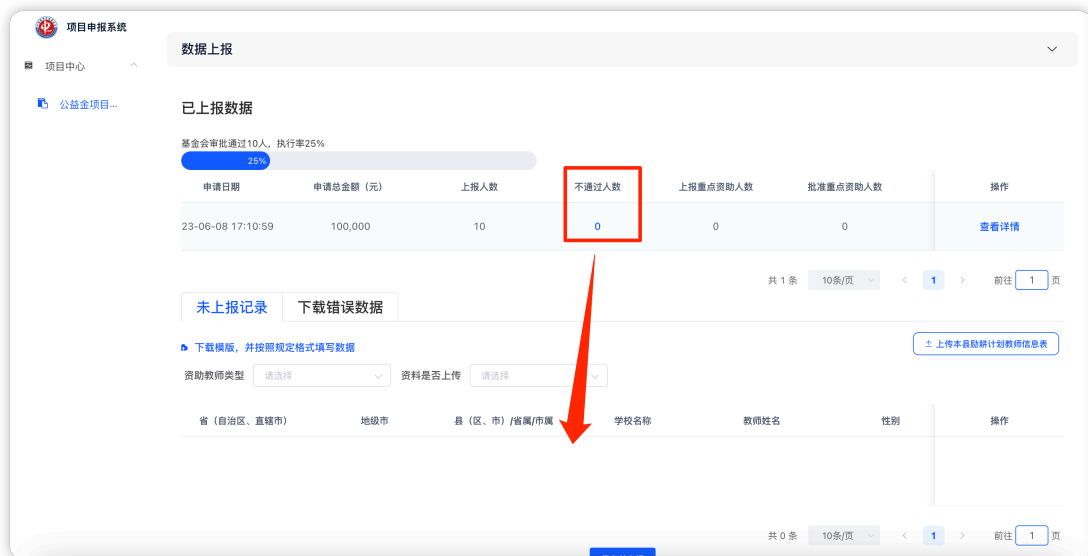 项目申报系统
数据上报
项目中心
公益金项目...
已上报数据
基金会审批通过10人，执行率25%
25%
申请日期 申请总金额（元） 上报人数 不通过人数 上报重点资助人数 批准重点资助人数 操作
23-06-08 17:10:59 100,000 10 0 0 0 查看详情
共 1 条 10条/页 < 1 > 前往 1 页
未上报记录 下载错误数据
下载模版，并按照规定格式填写数据
上传本县励耕计划教师信息表
资助教师类型 请选择 资料是否上传 请选择
省（自治区、直辖市） 地级市 县（区、市）/省属/市属 学校名称 教师姓名 性别 操作
共 0 条 10条/页 < 1 > 前往 1 页